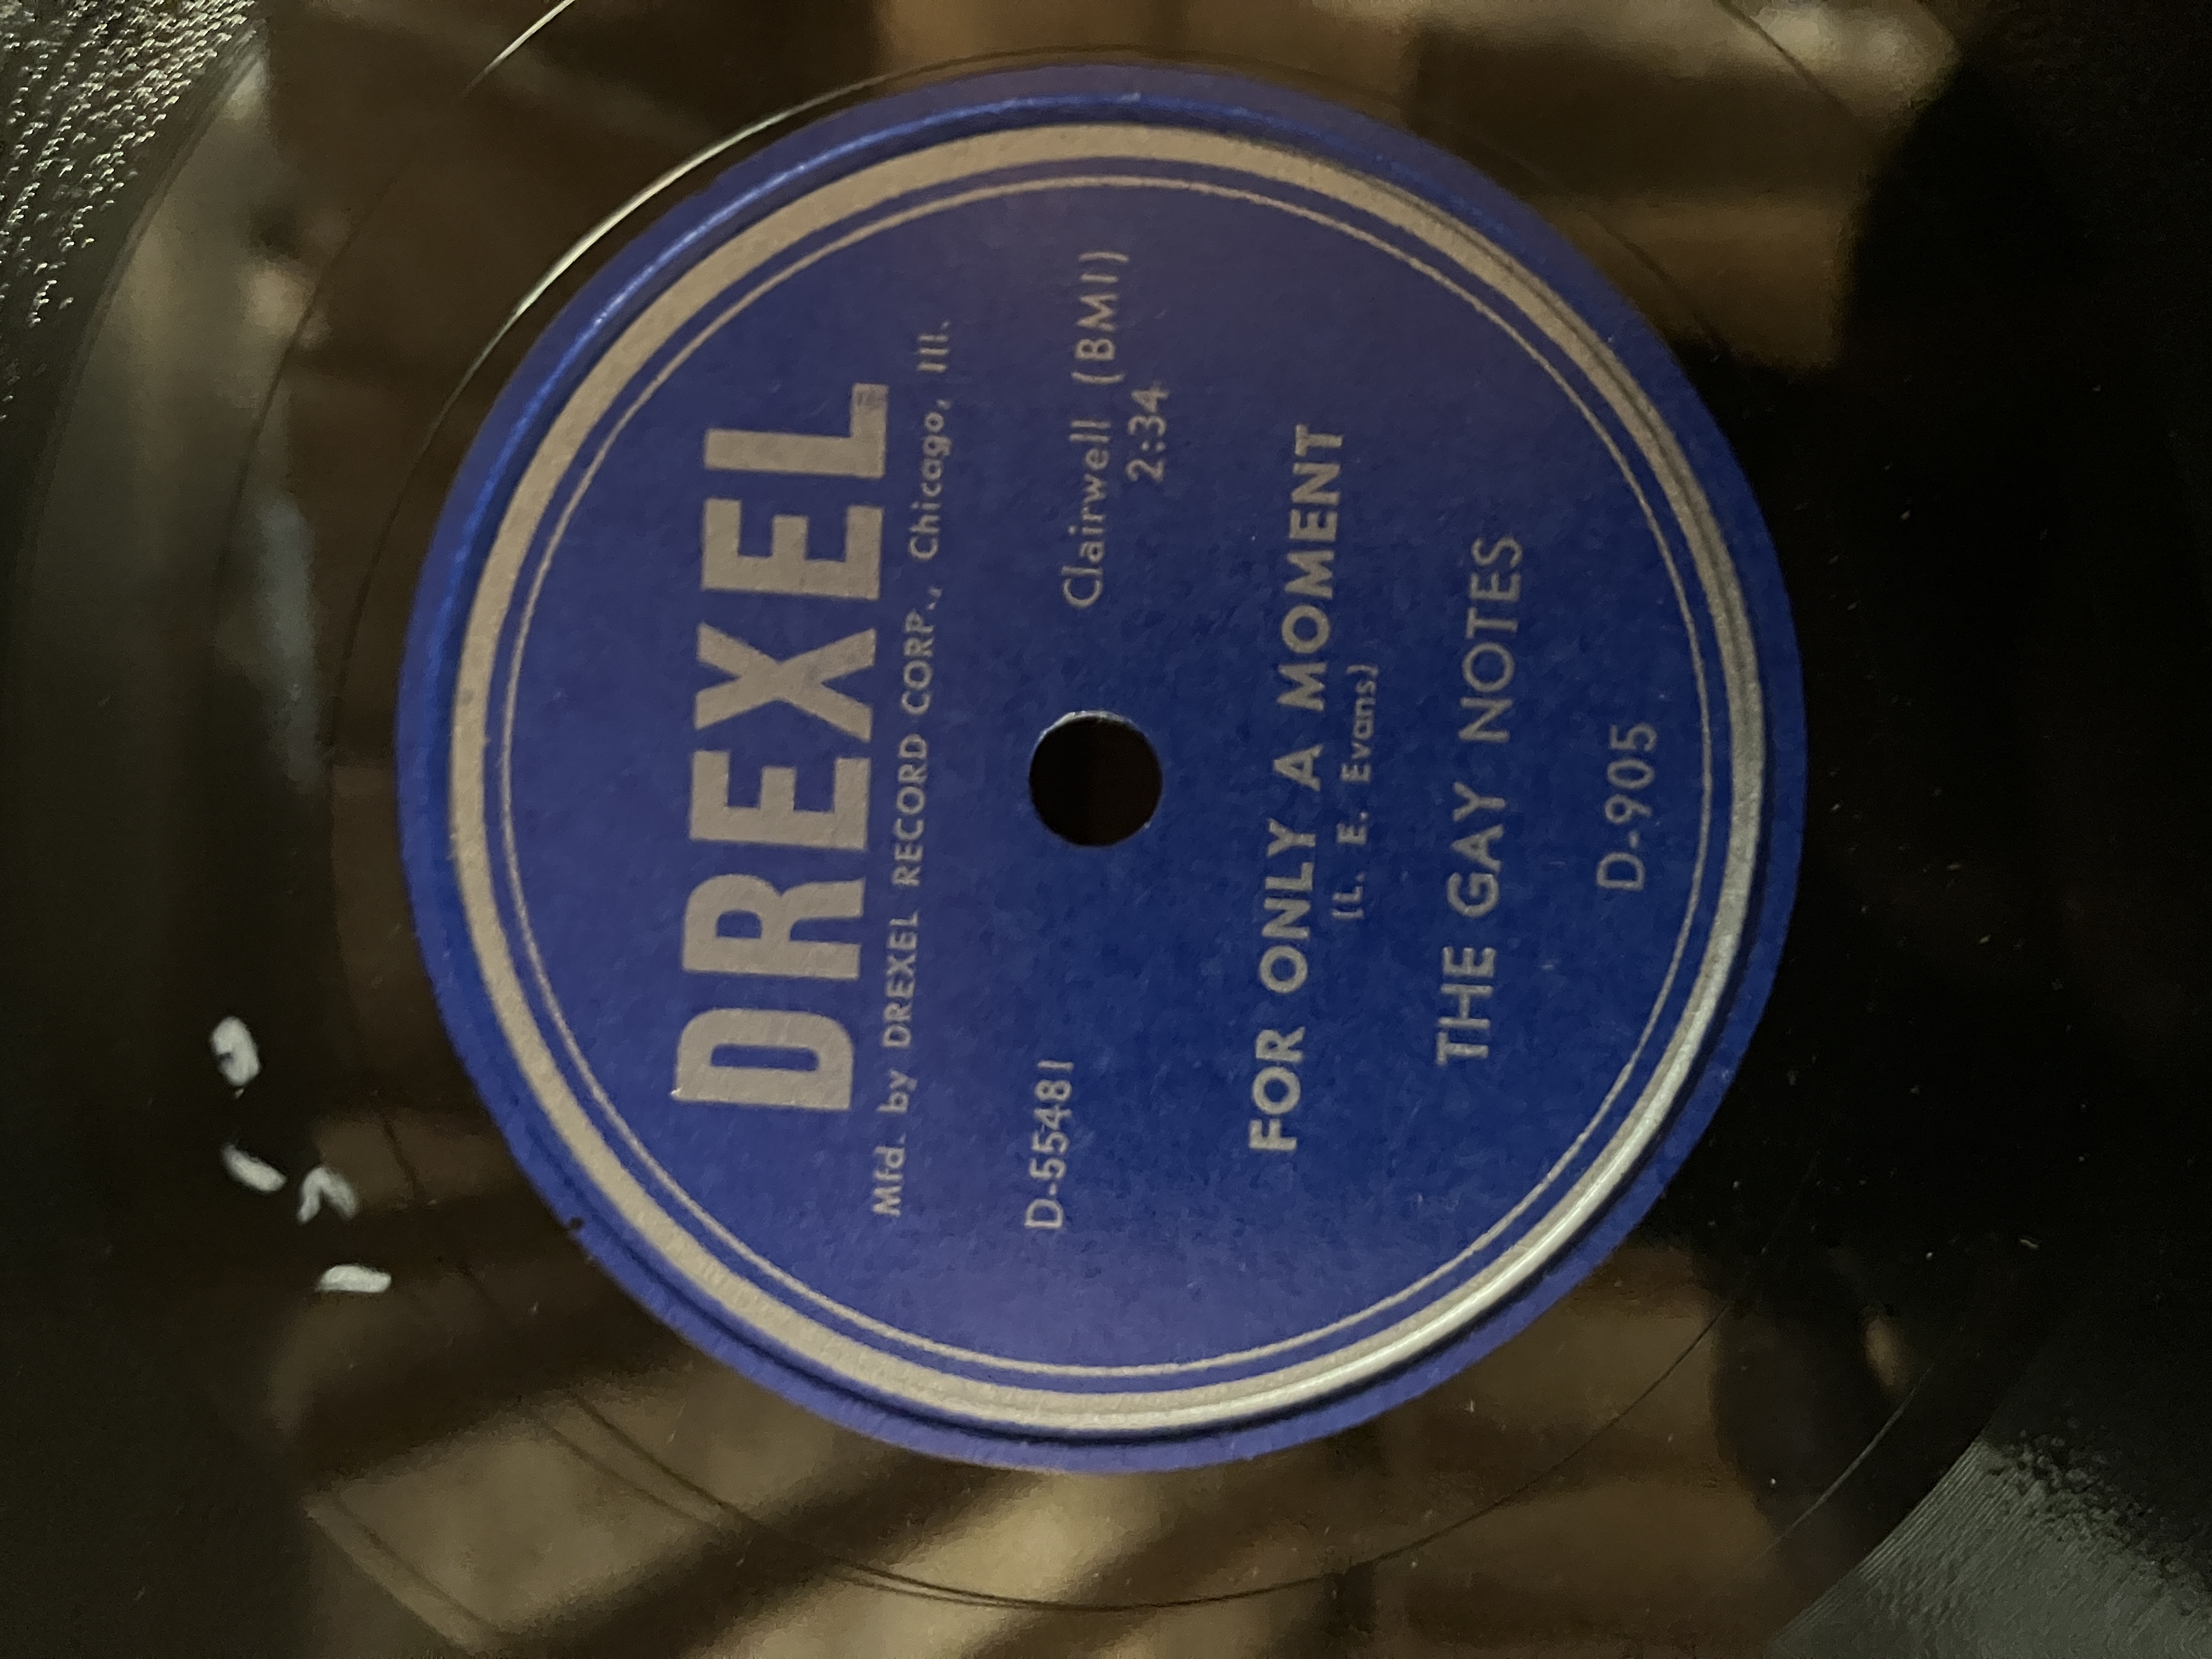 DREXEL
Mfd. by DREXEL RECORD CORP., Chicago, Ill.
D-55481
Clairwell (BMI)
2:34
FOR ONLY A MOMENT
(L. E. Evans)
THE GAY NOTES
D-905